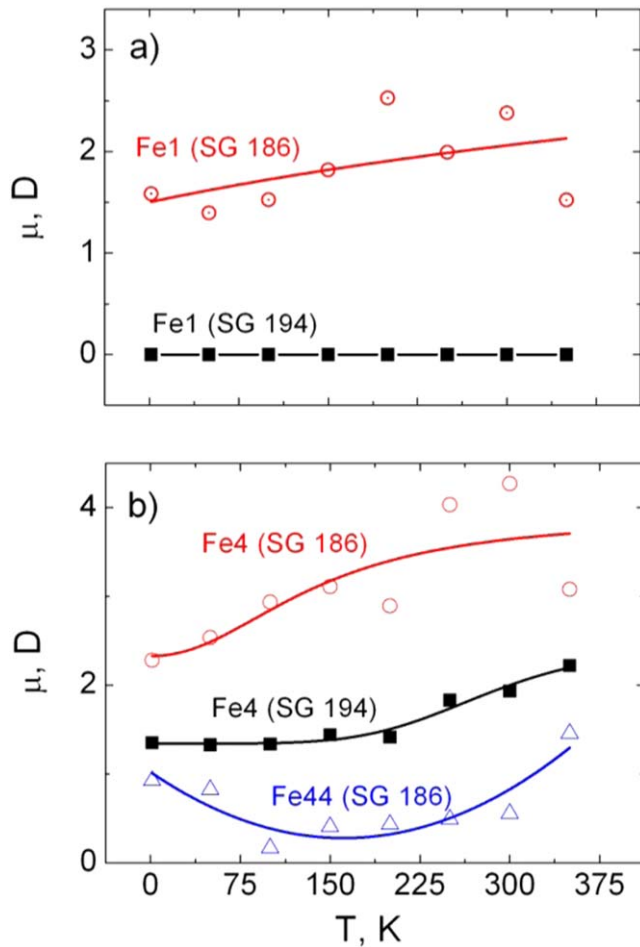 a)
3
2
1
0
μ, D
Fe1 (SG 186)
Fe1 (SG 194)
b)
4
2
0
μ, D
Fe4 (SG 186)
Fe4 (SG 194)
Fe44 (SG 186)
0 75 150 225 300 375
T, K